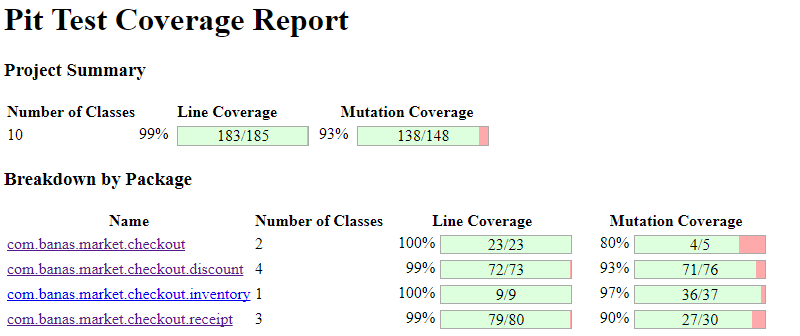 Pit Test Coverage Report
Project Summary
Number of Classes Line Coverage Mutation Coverage
10 99% 183/185 93% 138/148
Breakdown by Package
Name Number of Classes Line Coverage Mutation Coverage
com.banas.market.checkout 2 100% 23/23 80% 4/5
com.banas.market.checkout.discount 4 99% 72/73 93% 71/76
com.banas.market.checkout.inventory 1 100% 9/9 97% 36/37
com.banas.market.checkout.receipt 3 99% 79/80 90% 27/30